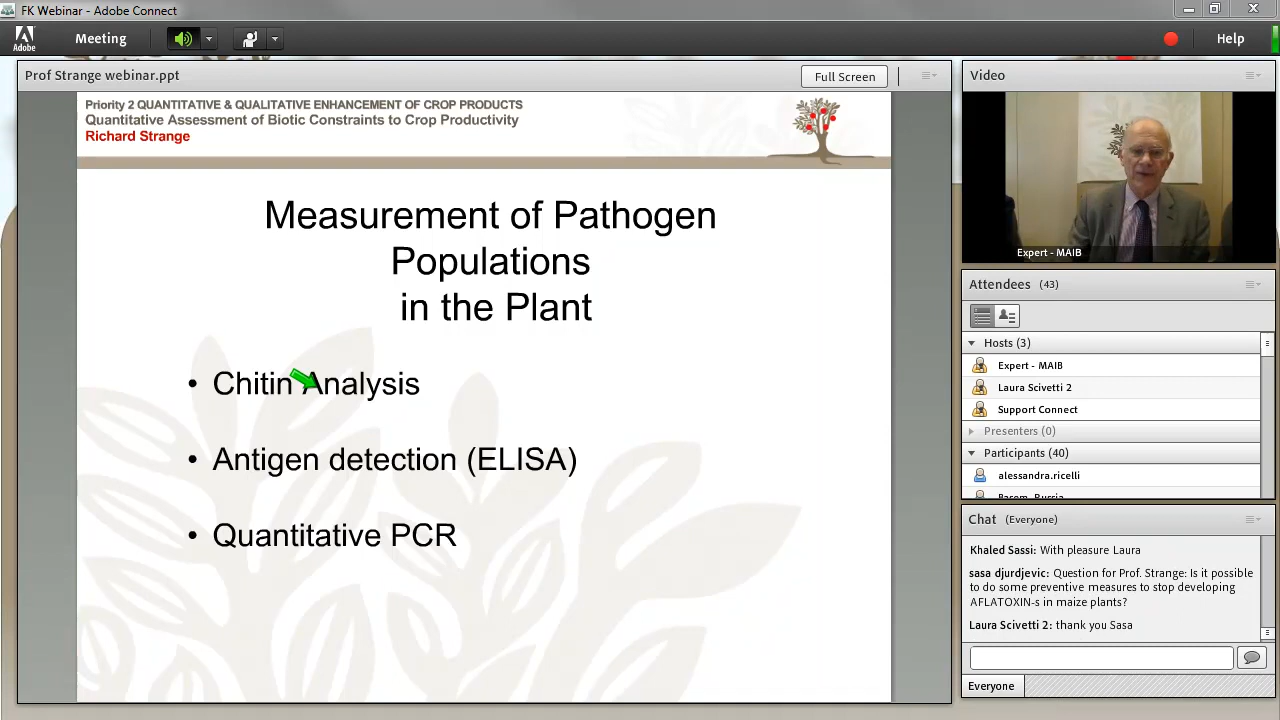 FK Webinar - Adobe Connect
Adobe
Meeting
Help
Prof Strange webinar.ppt
Full Screen
Priority 2 QUANTITATIVE & QUALITATIVE ENHANCEMENT OF CROP PRODUCTS
Quantitative Assessment of Biotic Constraints to Crop Productivity
Richard Strange
Measurement of Pathogen
Populations
in the Plant
• Chitin Analysis
• Antigen detection (ELISA)
• Quantitative PCR
Video
Expert - MAIB
Attendees (43)
Hosts (3)
Expert - MAIB
Laura Scivetti 2
Support Connect
Presenters (0)
Participants (40)
alessandra.ricelli
Basem, Russia
Chat (Everyone)
Khaled Sassi: With pleasure Laura
sasa djurdjevic: Question for Prof. Strange: Is it possible
to do some preventive measures to stop developing
AFLATOXIN-s in maize plants?
Laura Scivetti 2: thank you Sasa
Everyone